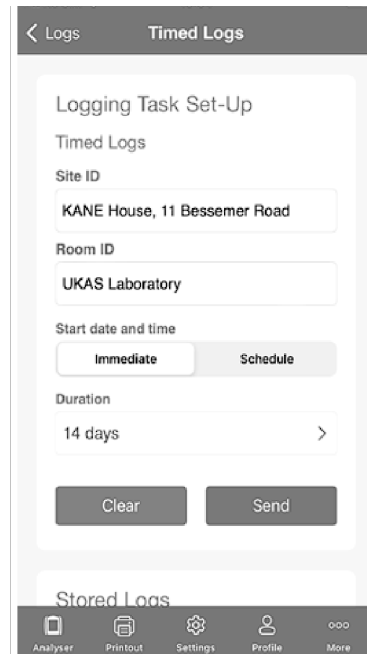 Logs
Timed Logs
Logging Task Set-Up
Timed Logs
Site ID
KANE House, 11 Bessemer Road
Room ID
UKAS Laboratory
Start date and time
Immediate Schedule
Duration
14 days
Clear Send
Stored Logs
Analyser Printout Settings Profile More